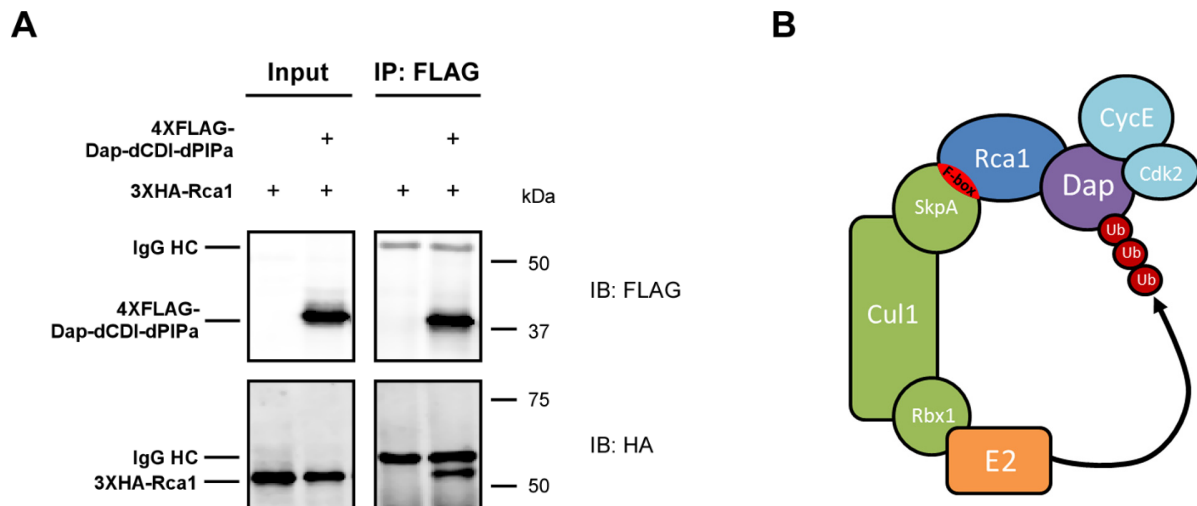 A
Input
IP: FLAG
4XFLAG-
Dap-dCDI-dPIPa
+
+
3XHA-Rca1
+
+
+
+
kDa
IgG HC
50
4XFLAG-
Dap-dCDI-dPIPa
37
IB: FLAG
75
IgG HC
3XHA-Rca1
50
IB: HA
B
CycE
Rca1
Cdk2
Dap
F-box
SkpA
Ub
Ub
Ub
Cul1
Rbx1
E2